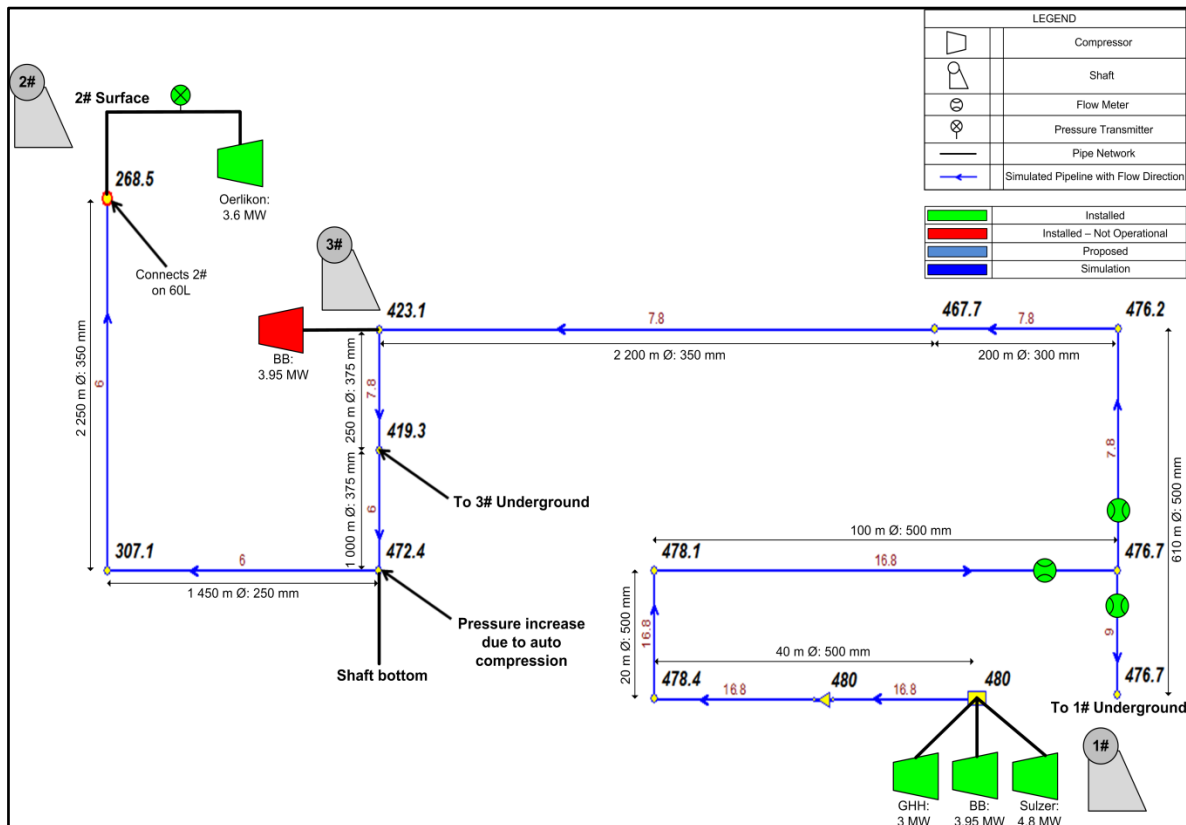 LEGEND
Compressor
Shaft
Flow Meter
Pressure Transmitter
Pipe Network
Simulated Pipeline with Flow Direction
Installed
Installed – Not Operational
Proposed
Simulation
2#
2# Surface
Oerlikon:
3.6 MW
268.5
Connects 2#
on 60L
3#
2 250 m Ø: 350 mm
6
BB:
3.95 MW
423.1
7.8
467.7
7.8
476.2
2 200 m Ø: 350 mm
200 m Ø: 300 mm
250 m Ø: 375 mm
7.8
419.3
To 3# Underground
1 000 m Ø: 375 mm
6
7.8
610 m Ø: 500 mm
307.1
6
472.4
1 450 m Ø: 250 mm
Pressure increase
due to auto
compression
Shaft bottom
100 m Ø: 500 mm
478.1
16.8
476.7
20 m Ø: 500 mm
16.8
40 m Ø: 500 mm
9
478.4
16.8
480
16.8
480
476.7
To 1# Underground
1#
GHH:
3 MW
BB:
3.95 MW
Sulzer:
4.8 MW